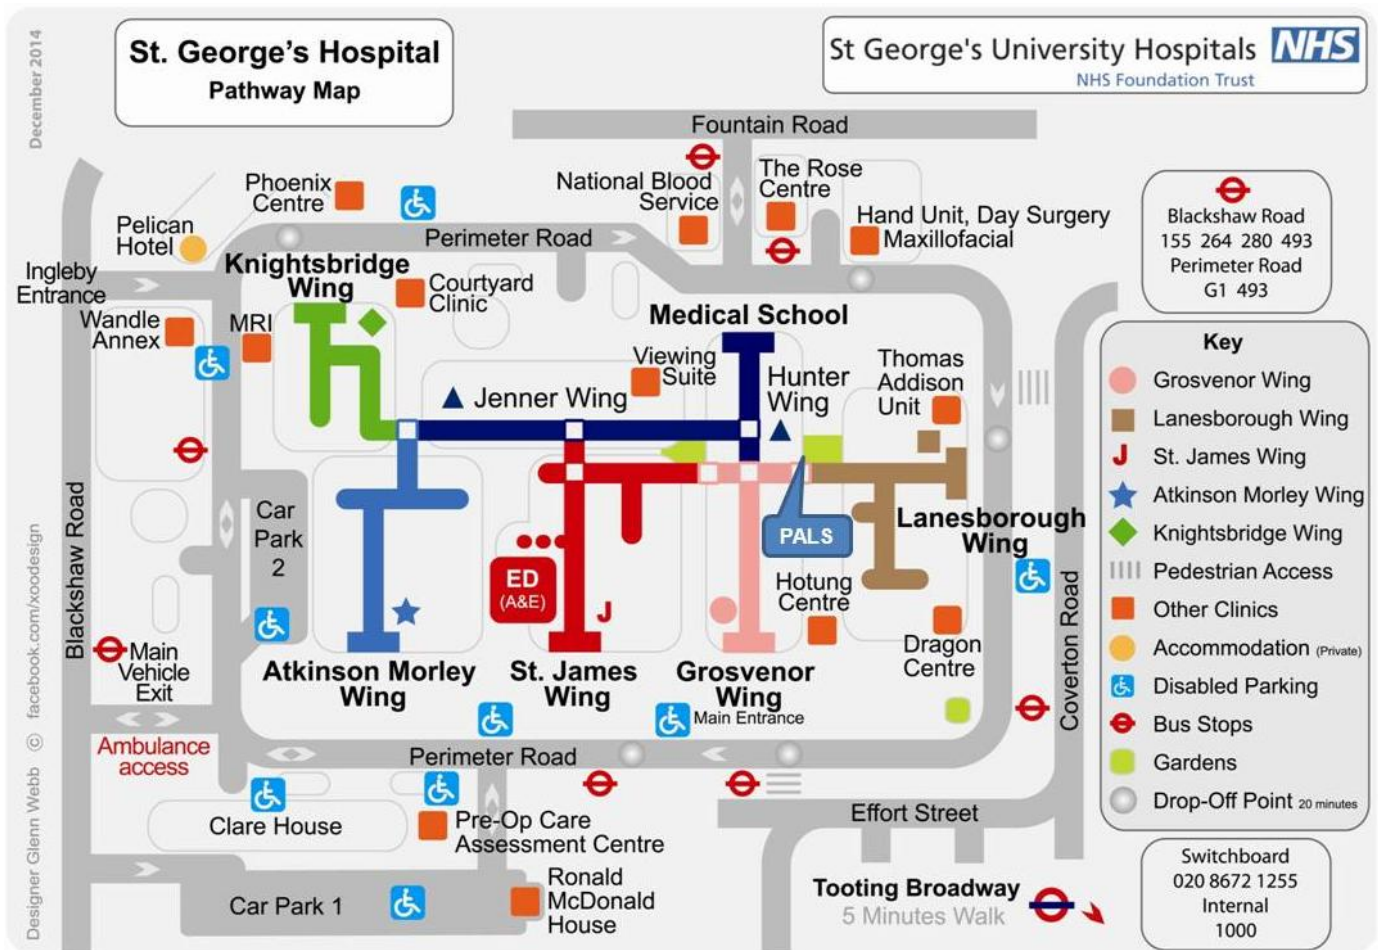 December 2014
St. George's Hospital
Pathway Map
St George's University Hospitals NHS
NHS Foundation Trust
Fountain Road
Phoenix
Centre
National Blood
Service
The Rose
Centre
Hand Unit, Day Surgery
Maxillofacial
Pelican
Hotel
Perimeter Road
Ingleby
Entrance
Knightsbridge
Wing
Courtyard
Clinic
Wandle
Annex
MRI
Medical School
Viewing
Suite
Jenner Wing
Hunter
Wing
Thomas
Addison
Unit
Blackshaw Road
Car
Park
2
PALS
Lanesborough
Wing
ED
(A&E)
J
Hotung
Centre
Dragon
Centre
Coverton Road
Main
Vehicle
Exit
Atkinson Morley
Wing
St. James
Wing
Grosvenor
Wing
Main Entrance
Ambulance
access
Perimeter Road
Clare House
Pre-Op Care
Assessment Centre
Effort Street
Car Park 1
Ronald
McDonald
House
Tooting Broadway
5 Minutes Walk
Blackshaw Road
155 264 280 493
Perimeter Road
G1 493
Key
Grosvenor Wing
Lanesborough Wing
J St. James Wing
Atkinson Morley Wing
Knightsbridge Wing
Pedestrian Access
Other Clinics
Accommodation (Private)
Disabled Parking
Bus Stops
Gardens
Drop-Off Point 20 minutes
Switchboard
020 8672 1255
Internal
1000
Designer Glenn Webb © facebook.com/xoodesign